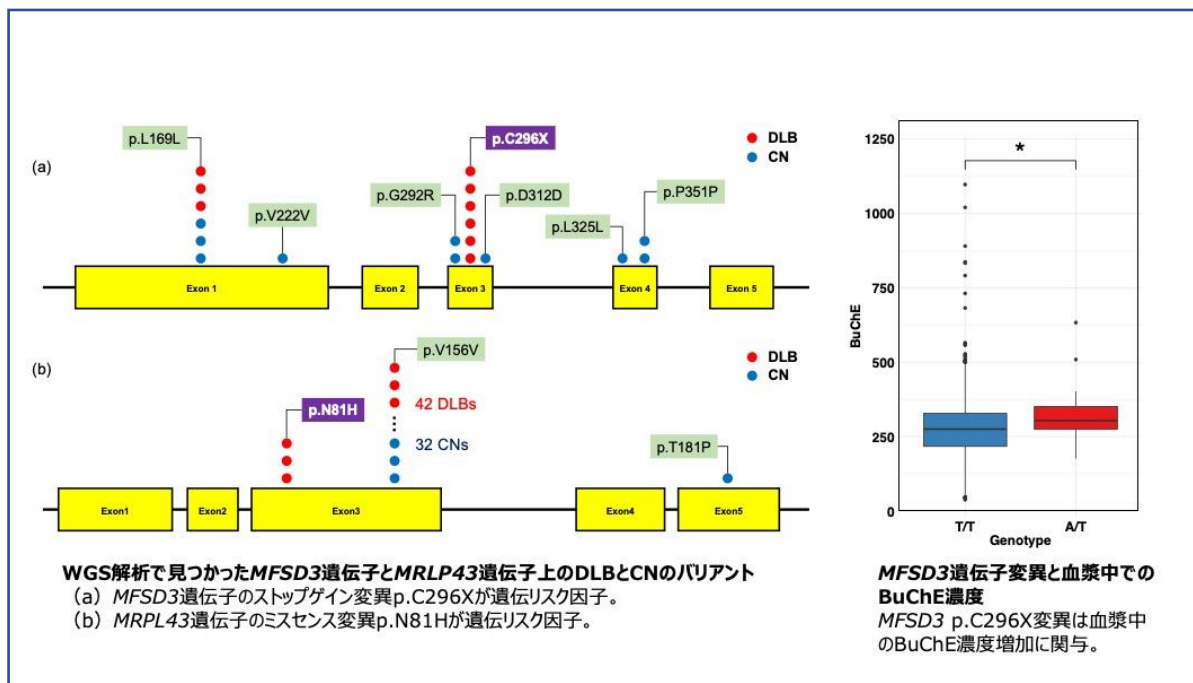 p.L169L
p.C296X
DLB
CN
(a)
p.V222V
p.G292R
p.D312D
p.P351P
p.L325L
Exon 1
Exon 2
Exon 3
Exon 4
Exon 5
p.V156V
DLB
CN
(b)
p.N81H
42 DLBs
32 CNs
p.T181P
Exon1
Exon2
Exon3
Exon4
Exon5
WGS解析で見つかったMFSD3遺伝子とMRLP43遺伝子上のDLBとCNのバリアント
(a) MFSD3遺伝子のストップゲイン変異p.C296Xが遺伝リスク因子。
(b) MRPL43遺伝子のミスセンス変異p.N81Hが遺伝リスク因子。
1250
*
1000
750
BuChE
500
250
0
T/T
A/T
Genotype
MFSD3遺伝子変異と血漿中での
BuChE濃度
MFSD3 p.C296X変異は血漿中
のBuChE濃度増加に関与。